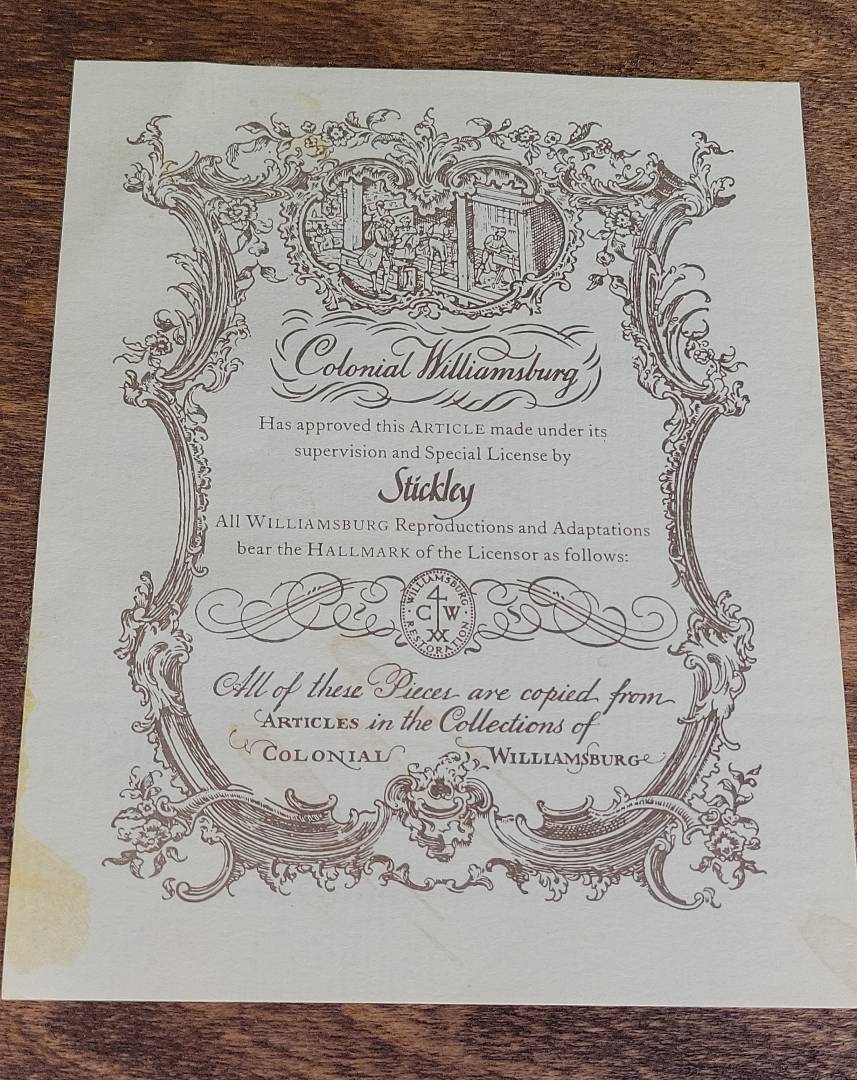 Colonial Williamsburg
Has approved this ARTICLE made under its
supervision and Special License by
Stickley
All WILLIAMSBURG Reproductions and Adaptations
bear the HALLMARK of the Licensor as follows:
WILLIAMSBURG
C W
RESTORATION
All of these Pieces are copied from
ARTICLES in the Collections of
COLONIAL WILLIAMSBURG